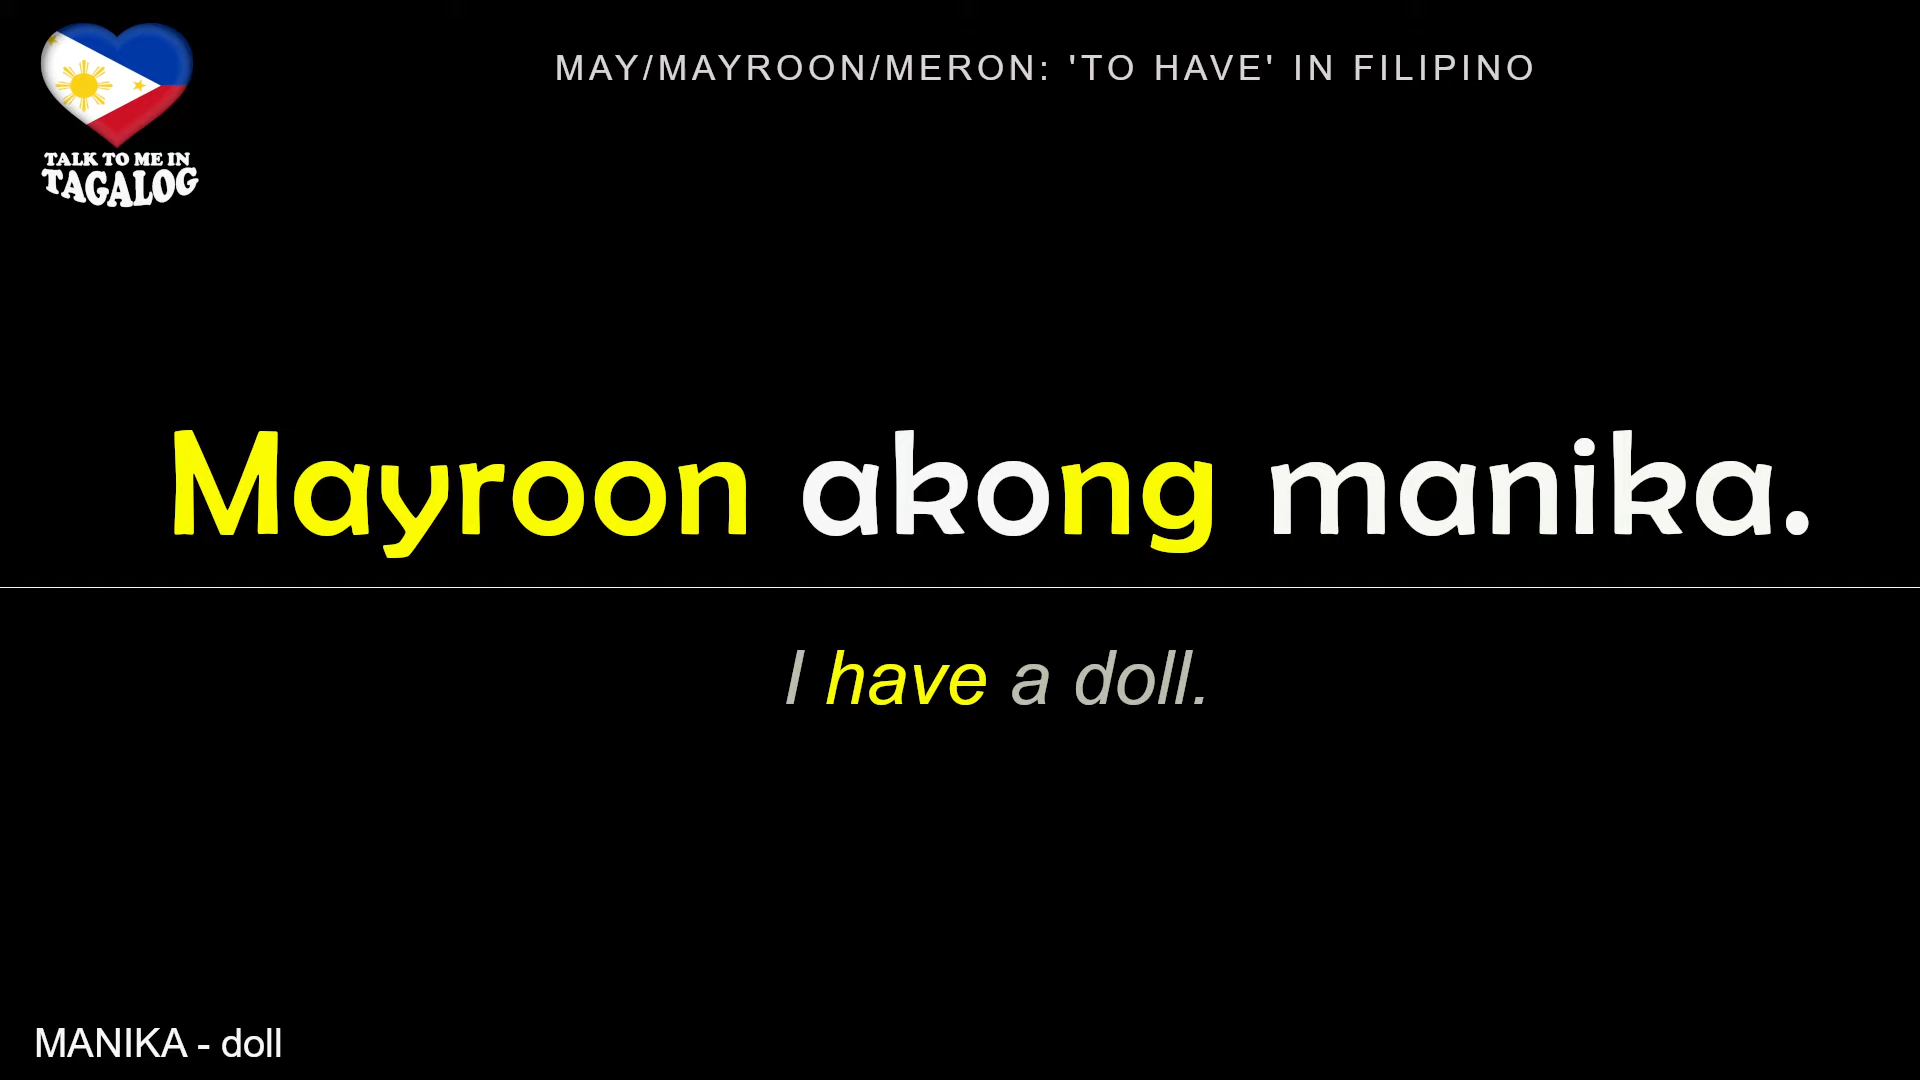 MAY/MAYROON/MERON: 'TO HAVE' IN FILIPINO
TALK TO ME IN
TAGALOG
Mayroon akong manika.
I have a doll.
MANIKA - doll